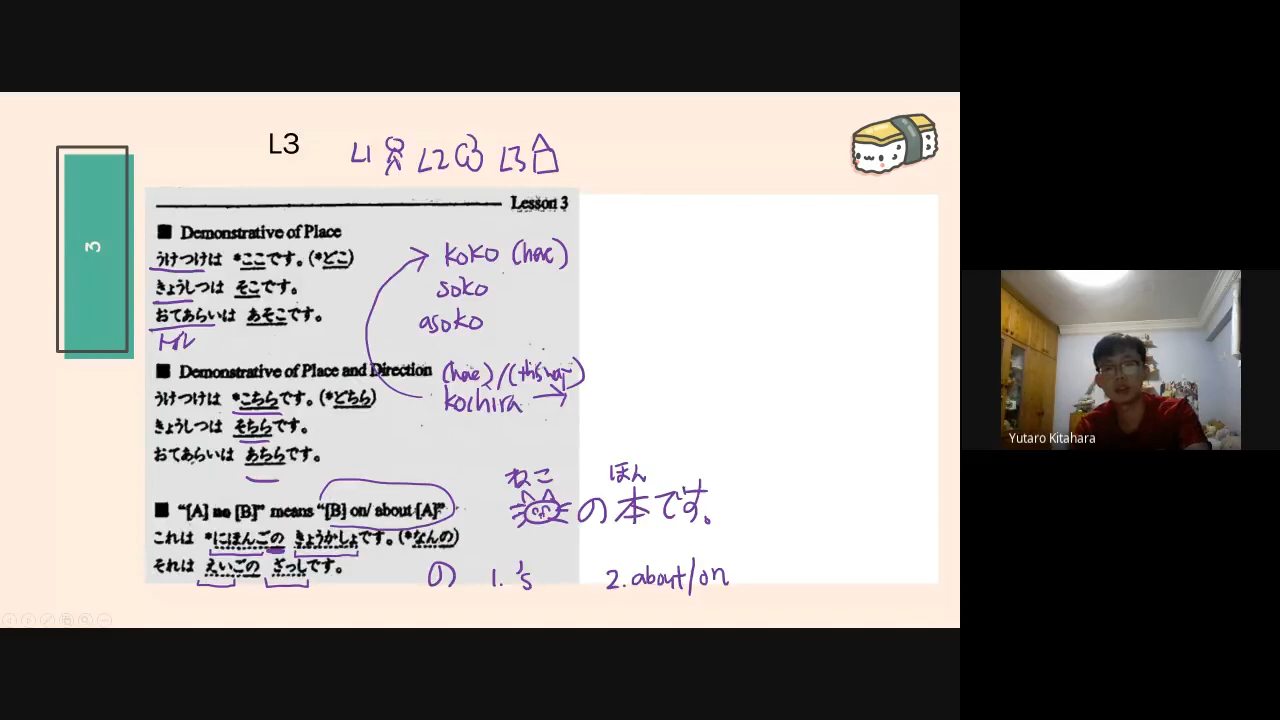 L3
L1 L2 L3
3
Lesson 3
■ Demonstrative of Place
うけつけは *ここです。(*どこ)
きょうしつは そこです。
おてあらいは あそこです。
koko (here)
soko
asoko
■ Demonstrative of Place and Direction
(here)/(this way)
うけつけは *こちらです。(*どちら)
kochira
きょうしつは そちらです。
おてあらいは あちらです。
ねこ ほん
の本です。
■ “[A] no [B]” means “[B] on/ about [A]”
これは *にほんごの きょうかしょです。(*なんの)
それは えいごの ざっしです。
の 1. 's 2. about/on
Yutaro Kitahara